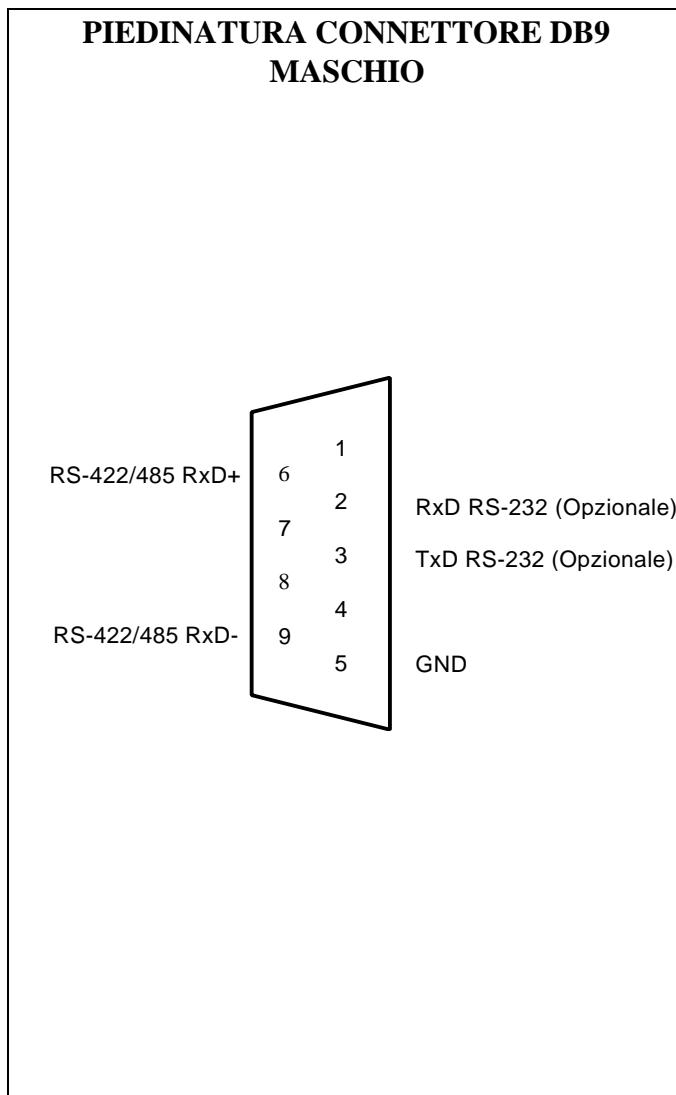 PIEDINATURA CONNETTORE DB9
MASCHIO
1
RS-422/485 RxD+ 6
2 RxD RS-232 (Opzionale)
7
3 TxD RS-232 (Opzionale)
8
4
RS-422/485 RxD- 9
5 GND